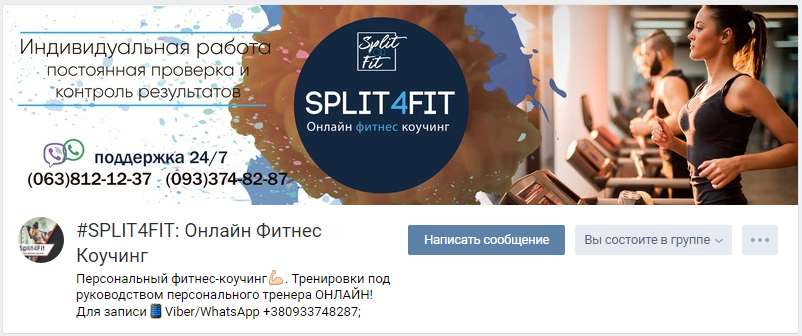 Индивидуальная работа
постоянная проверка и
контроль результатов
поддержка 24/7
(063)812-12-37 (093)374-82-87
Split
Fit
SPLIT4FIT
Онлайн фитнес коучинг
#SPLIT4FIT: Онлайн Фитнес
Коучинг
Персональный фитнес-коучинг💪🏻. Тренировки под
руководством персонального тренера ОНЛАЙН!
Для записи 📱 Viber/WhatsApp +380933748287;
Написать сообщение
Вы состоите в группе